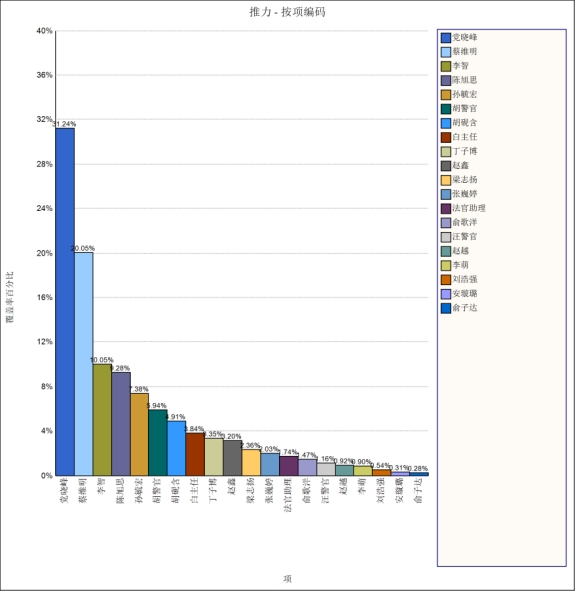 推力 - 按项编码
40%
36%
32%
28%
24%
20%
16%
12%
8%
4%
0%
覆盖率百分比
31.24%
20.05%
10.05%
9.28%
7.38%
5.94%
4.91%
3.84%
3.35%
3.20%
2.36%
2.03%
1.74%
1.47%
1.16%
0.92%
0.90%
0.54%
0.31%
0.28%
党晓峰
蔡维明
李智
陈旭思
孙毓宏
胡警官
胡砚含
白主任
丁子博
赵鑫
梁志扬
张巍婷
法官助理
俞歌洋
汪警官
赵越
李萌
刘浩强
安璇璐
俞子达
项
党晓峰
蔡维明
李智
陈旭思
孙毓宏
胡警官
胡砚含
白主任
丁子博
赵鑫
梁志扬
张巍婷
法官助理
俞歌洋
汪警官
赵越
李萌
刘浩强
安璇璐
俞子达